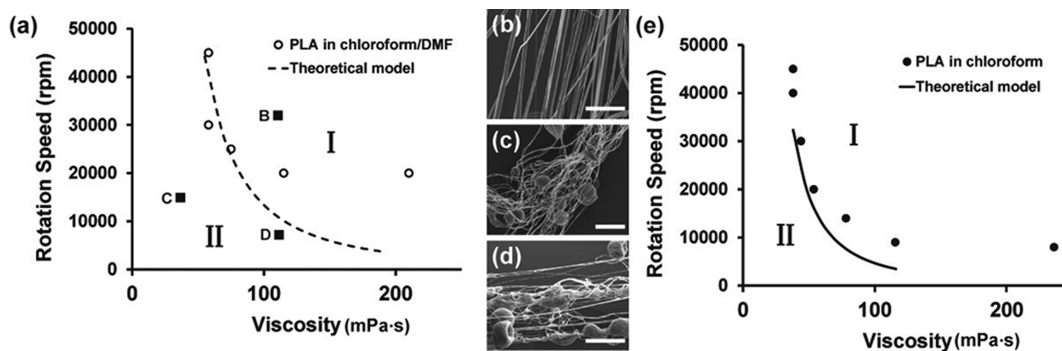 (a)
50000
40000
30000
20000
10000
0
Rotation Speed (rpm)
PLA in chloroform/DMF
Theoretical model
B
I
C
II
D
0
100
200
Viscosity (mPa·s)
(b)
(c)
(d)
(e)
50000
40000
30000
20000
10000
0
Rotation Speed (rpm)
PLA in chloroform
Theoretical model
I
II
0
100
200
Viscosity (mPa·s)